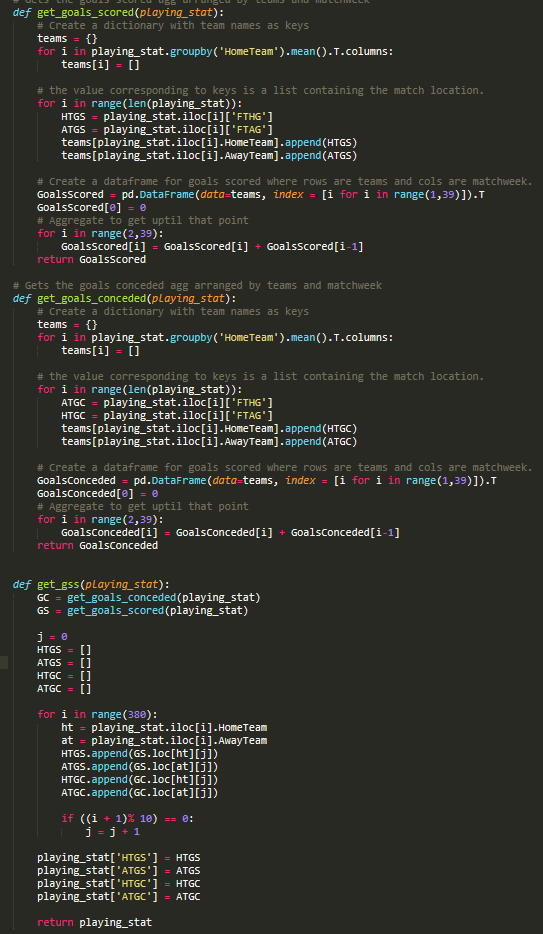 # Gets the goals scored agg arranged by teams and matchweek
def get_goals_scored(playing_stat):
    # Create a dictionary with team names as keys
    teams = {}
    for i in playing_stat.groupby('HomeTeam').mean().T.columns:
        teams[i] = []

    # the value corresponding to keys is a list containing the match location.
    for i in range(len(playing_stat)):
        HTGS = playing_stat.iloc[i]['FTHG']
        ATGS = playing_stat.iloc[i]['FTAG']
        teams[playing_stat.iloc[i].HomeTeam].append(HTGS)
        teams[playing_stat.iloc[i].AwayTeam].append(ATGS)

    # Create a dataframe for goals scored where rows are teams and cols are matchweek.
    GoalsScored = pd.DataFrame(data=teams, index = [i for i in range(1,39)]).T
    GoalsScored[0] = 0
    # Aggregate to get uptil that point
    for i in range(2,39):
        GoalsScored[i] = GoalsScored[i] + GoalsScored[i-1]
    return GoalsScored

# Gets the goals conceded agg arranged by teams and matchweek
def get_goals_conceded(playing_stat):
    # Create a dictionary with team names as keys
    teams = {}
    for i in playing_stat.groupby('HomeTeam').mean().T.columns:
        teams[i] = []

    # the value corresponding to keys is a list containing the match location.
    for i in range(len(playing_stat)):
        ATGC = playing_stat.iloc[i]['FTHG']
        HTGC = playing_stat.iloc[i]['FTAG']
        teams[playing_stat.iloc[i].HomeTeam].append(HTGC)
        teams[playing_stat.iloc[i].AwayTeam].append(ATGC)

    # Create a dataframe for goals scored where rows are teams and cols are matchweek.
    GoalsConceded = pd.DataFrame(data=teams, index = [i for i in range(1,39)]).T
    GoalsConceded[0] = 0
    # Aggregate to get uptil that point
    for i in range(2,39):
        GoalsConceded[i] = GoalsConceded[i] + GoalsConceded[i-1]
    return GoalsConceded

def get_gss(playing_stat):
    GC = get_goals_conceded(playing_stat)
    GS = get_goals_scored(playing_stat)

    j = 0
    HTGS = []
    ATGS = []
    HTGC = []
    ATGC = []

    for i in range(380):
        ht = playing_stat.iloc[i].HomeTeam
        at = playing_stat.iloc[i].AwayTeam
        HTGS.append(GS.loc[ht][j])
        ATGS.append(GS.loc[at][j])
        HTGC.append(GC.loc[ht][j])
        ATGC.append(GC.loc[at][j])

        if ((i + 1)% 10) == 0:
            j = j + 1

    playing_stat['HTGS'] = HTGS
    playing_stat['ATGS'] = ATGS
    playing_stat['HTGC'] = HTGC
    playing_stat['ATGC'] = ATGC

    return playing_stat